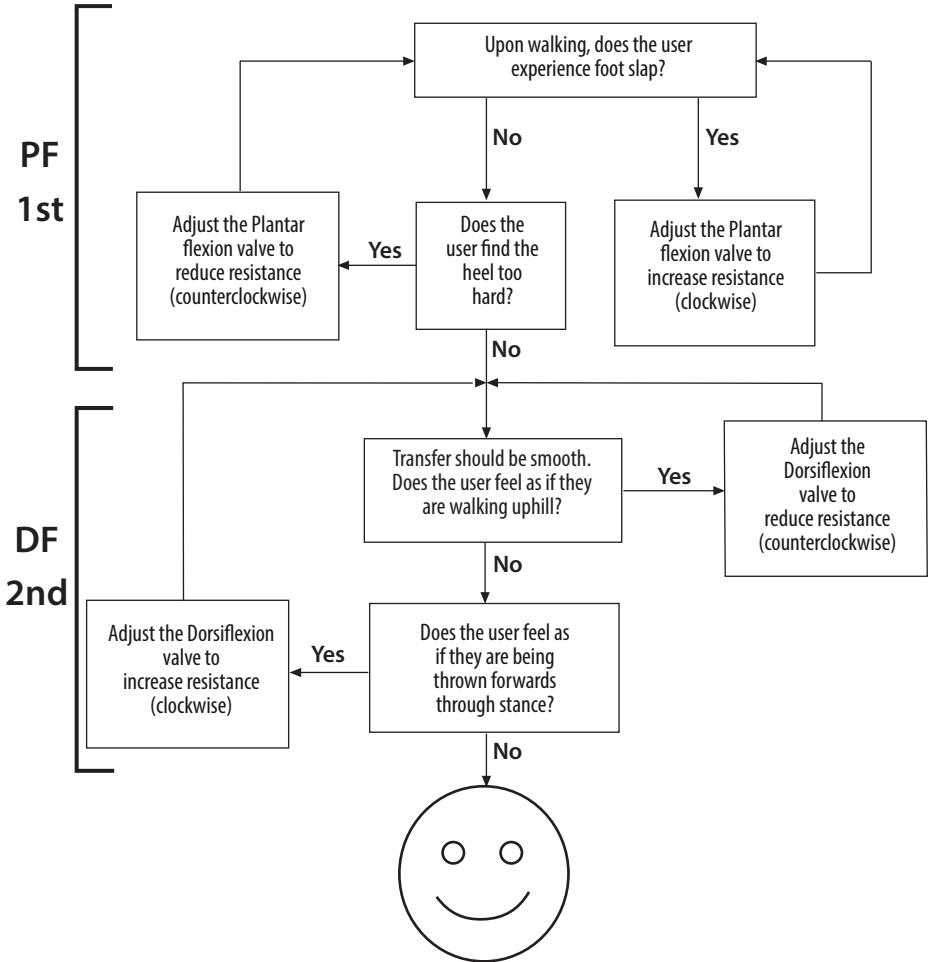 PF
1st
Upon walking, does the user
experience foot slap?
No
Yes
Adjust the Plantar
flexion valve to
reduce resistance
(counterclockwise)
Yes
Does the
user find the
heel too
hard?
Adjust the Plantar
flexion valve to
increase resistance
(clockwise)
No
DF
2nd
Transfer should be smooth.
Does the user feel as if they
are walking uphill?
Yes
Adjust the
Dorsiflexion
valve to
reduce resistance
(counterclockwise)
No
Adjust the Dorsiflexion
valve to
increase resistance
(clockwise)
Yes
Does the user feel as
if they are being
thrown forwards
through stance?
No